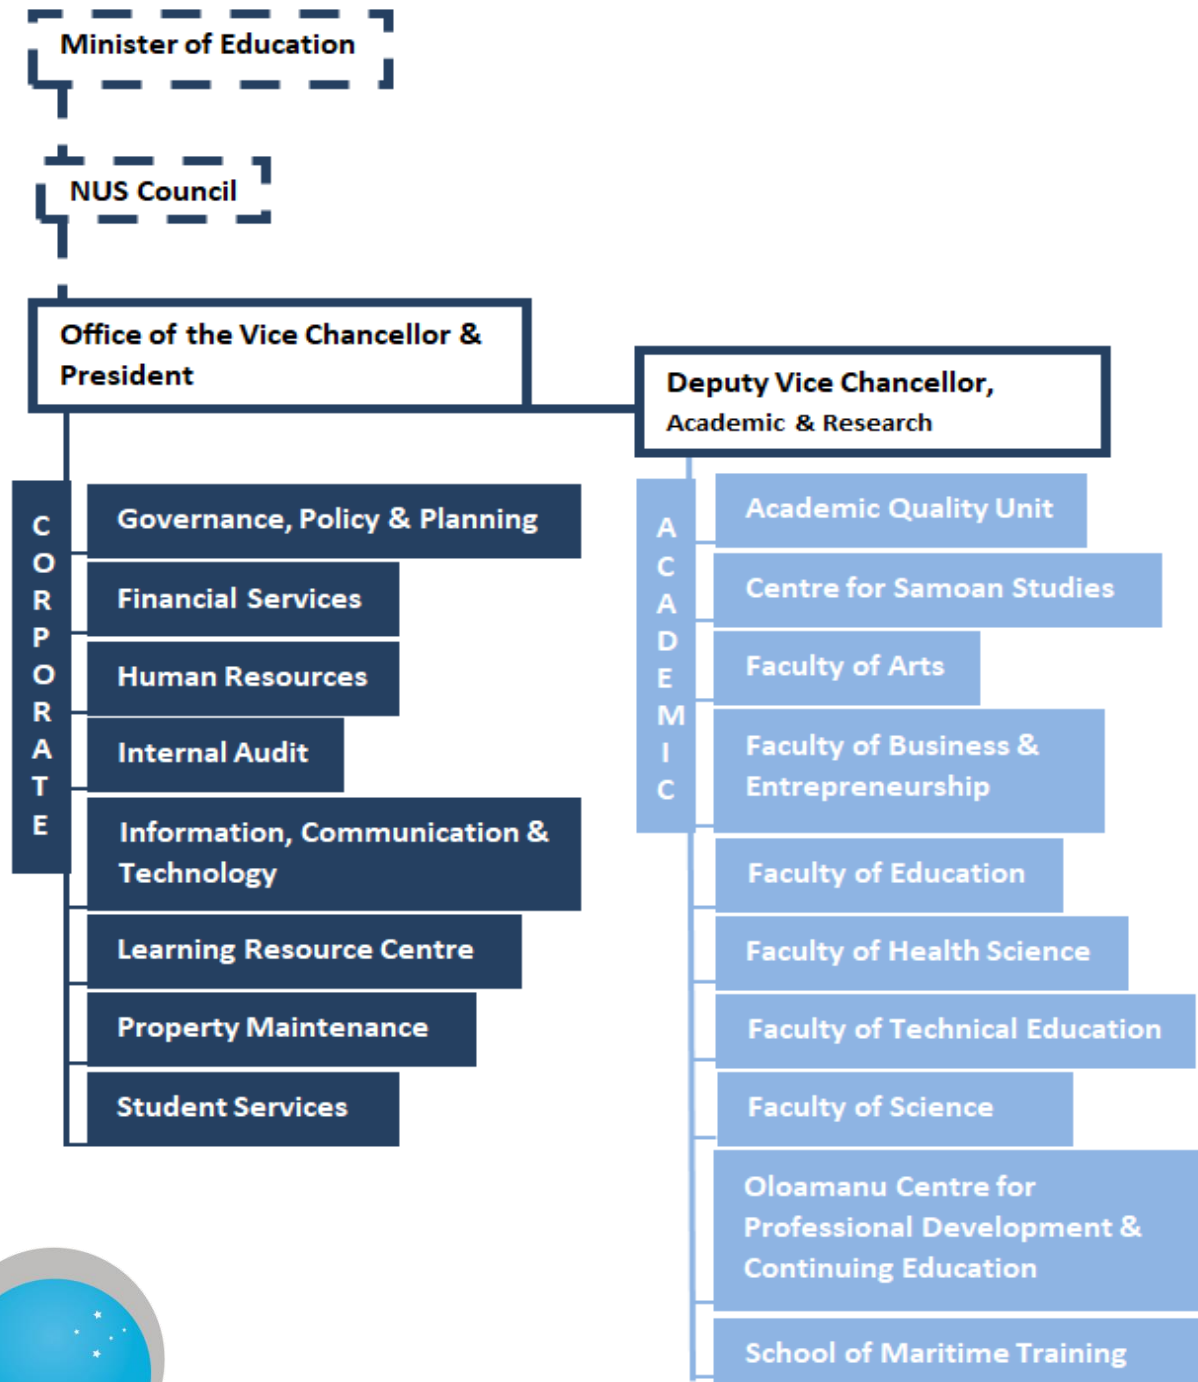 Minister of Education
NUS Council
Office of the Vice Chancellor &
President
Deputy Vice Chancellor,
Academic & Research
CORPORATE
Governance, Policy & Planning
Financial Services
Human Resources
Internal Audit
Information, Communication &
Technology
Learning Resource Centre
Property Maintenance
Student Services
ACADEMIC
Academic Quality Unit
Centre for Samoan Studies
Faculty of Arts
Faculty of Business &
Entrepreneurship
Faculty of Education
Faculty of Health Science
Faculty of Technical Education
Faculty of Science
Oloamanu Centre for
Professional Development &
Continuing Education
School of Maritime Training